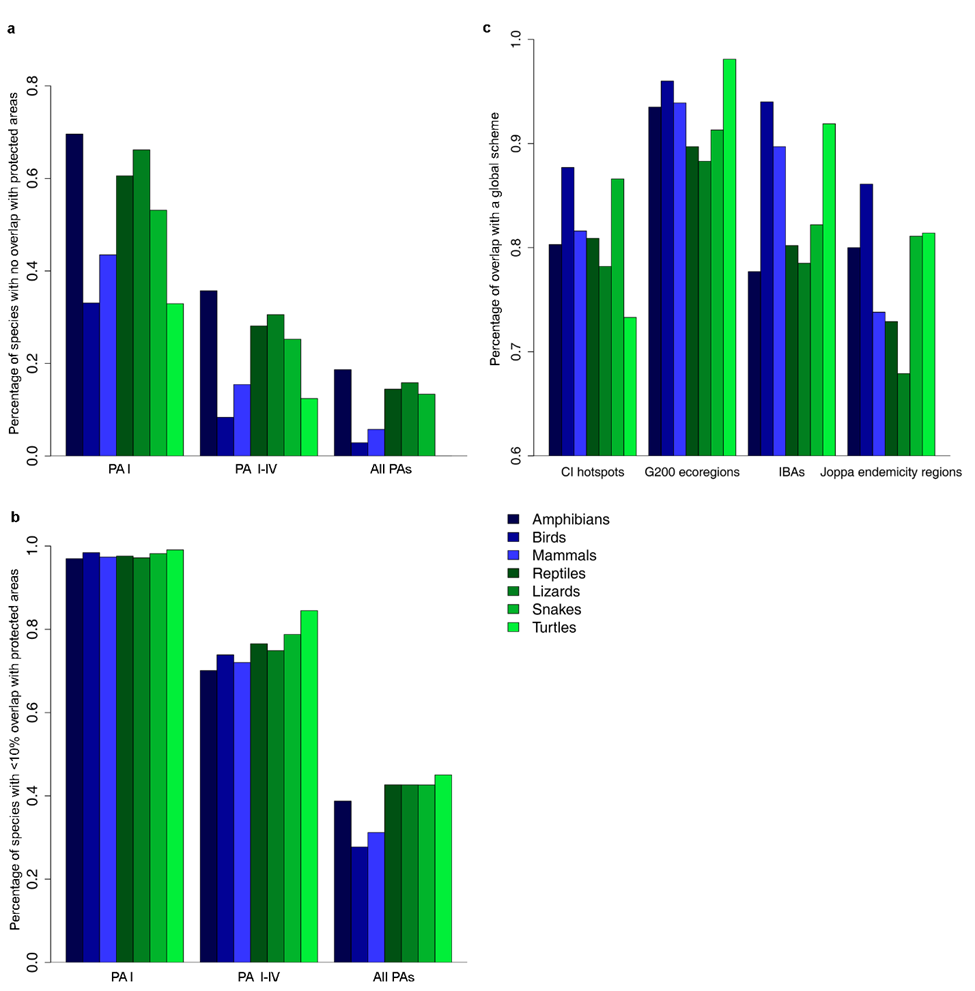 a
Percentage of species with no overlap with protected areas
0.8
0.6
0.4
0.2
0.0
PA I
PA I-IV
All PAs
b
Percentage of species with <10% overlap with protected areas
1.0
0.8
0.6
0.4
0.2
0.0
PA I
PA I-IV
All PAs
c
Percentage of overlap with a global scheme
1.0
0.9
0.8
0.7
0.6
CI hotspots
G200 ecoregions
IBAs
Joppa endemicity regions
Amphibians
Birds
Mammals
Reptiles
Lizards
Snakes
Turtles